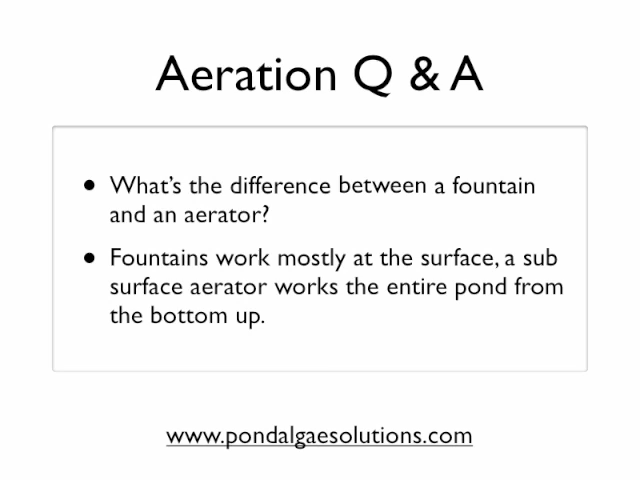 Aeration Q & A
• What's the difference between a fountain
and an aerator?
• Fountains work mostly at the surface, a sub
surface aerator works the entire pond from
the bottom up.
www.pondalgaesolutions.com